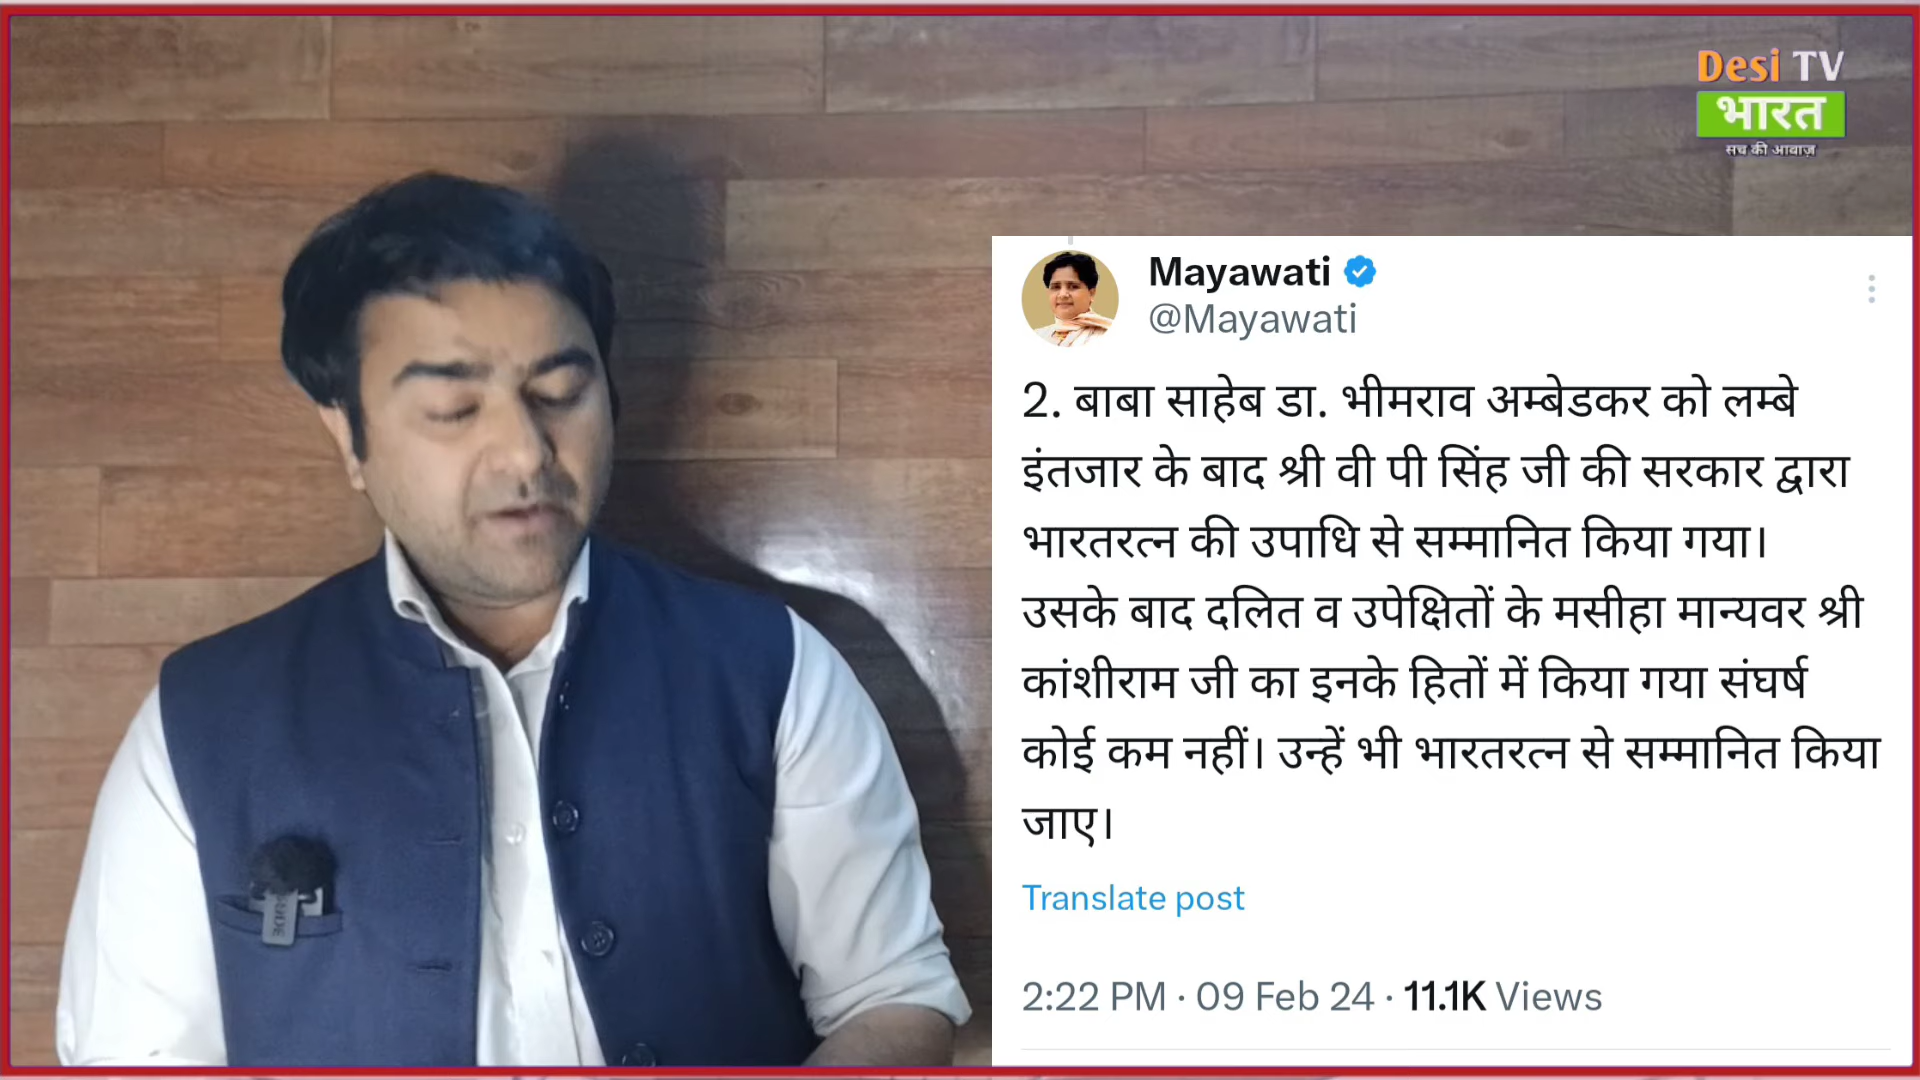 Desi TV
भारत
सच की आवाज़
Mayawati
@Mayawati
2. बाबा साहेब डा. भीमराव अम्बेडकर को लम्बे
इंतजार के बाद श्री वी पी सिंह जी की सरकार द्वारा
भारतरत्न की उपाधि से सम्मानित किया गया।
उसके बाद दलित व उपेक्षितों के मसीहा मान्यवर श्री
कांशीराम जी का इनके हितों में किया गया संघर्ष
कोई कम नहीं। उन्हें भी भारतरत्न से सम्मानित किया
जाए।
Translate post
2:22 PM · 09 Feb 24 · 11.1K Views